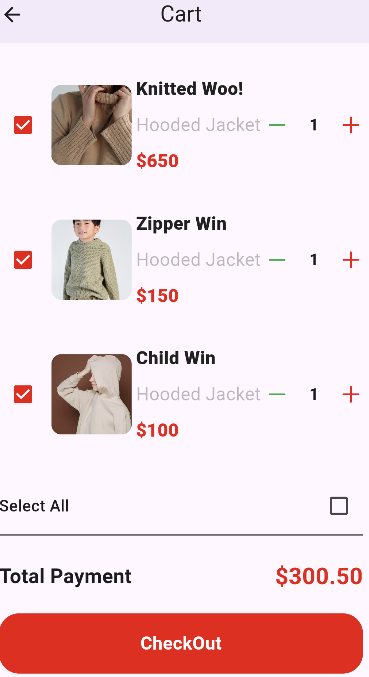 Cart
Knitted Woo!
Hooded Jacket 1
$650
Zipper Win
Hooded Jacket 1
$150
Child Win
Hooded Jacket 1
$100
Select All
Total Payment $300.50
CheckOut